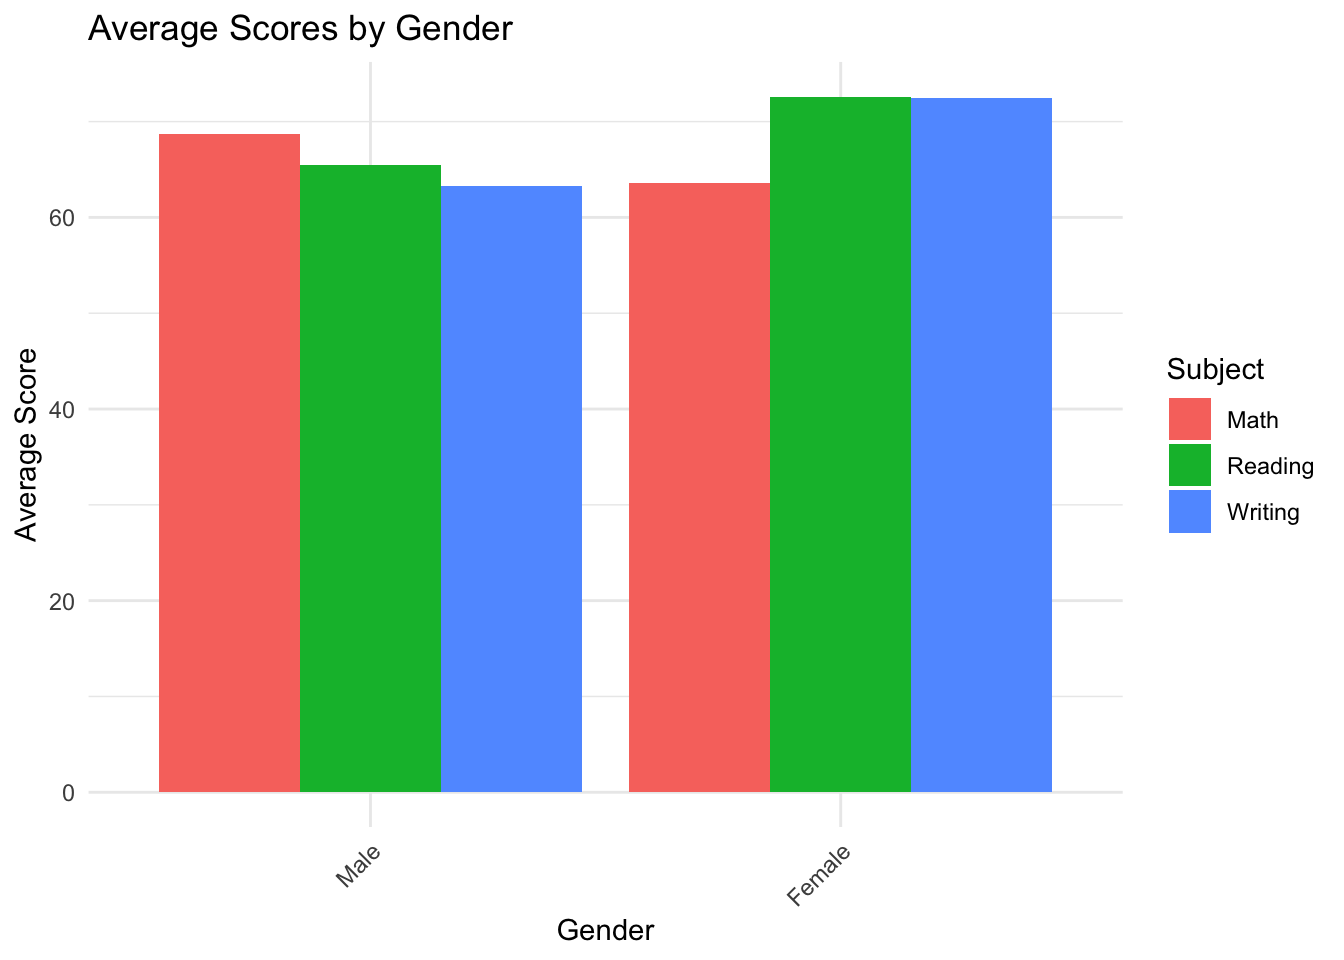 Average Scores by Gender
Average Score
60
40
20
0
Male
Female
Gender
Subject
Math
Reading
Writing